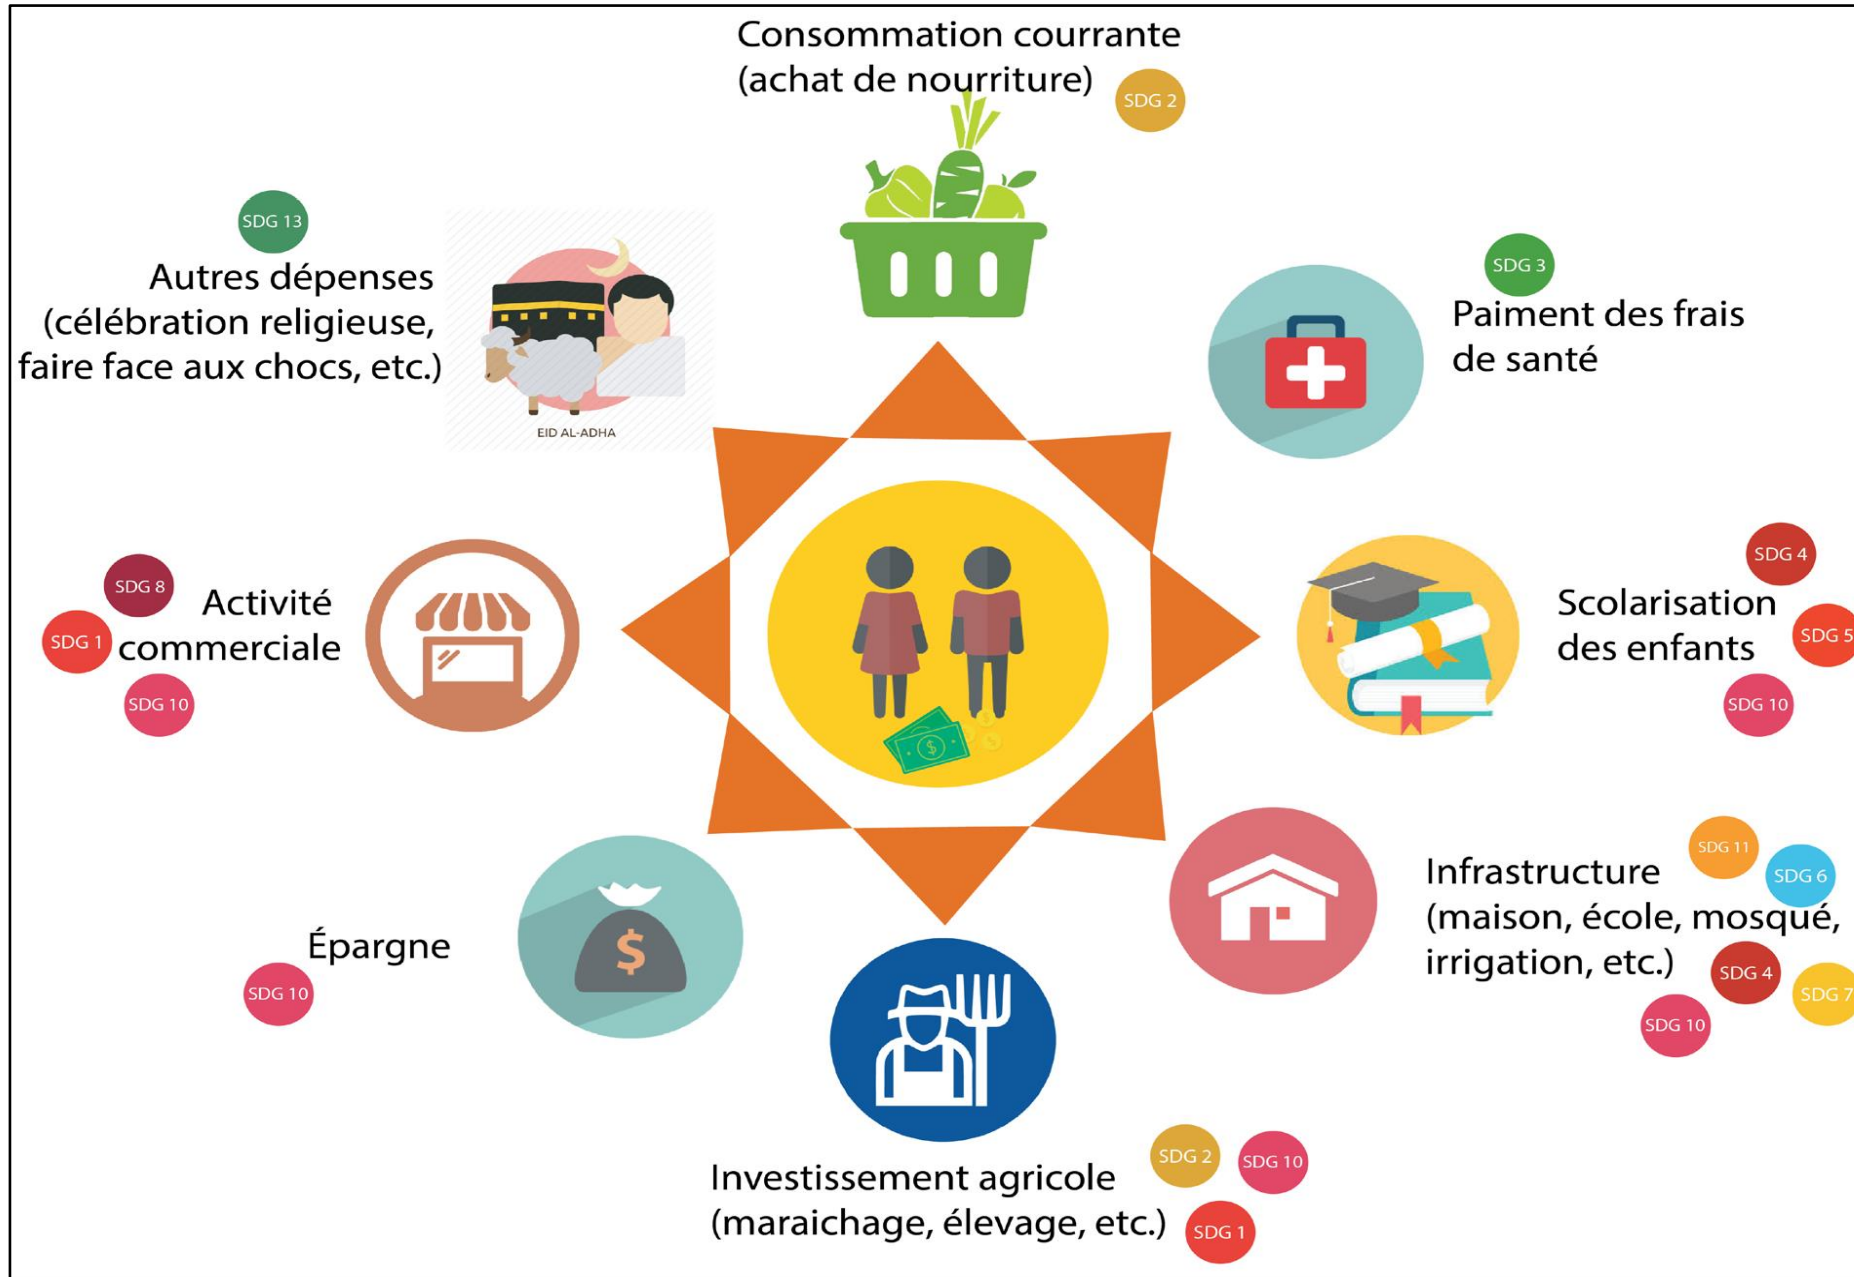 Consommation courrante
(achat de nourriture)
SDG 2
SDG 3
Paiment des frais
de santé
SDG 4
Scolarisation
des enfants
SDG 5
SDG 10
SDG 11
Infrastructure
SDG 6
(maison, école, mosqué,
irrigation, etc.)
SDG 4
SDG 7
SDG 10
Investissement agricole
(maraichage, élevage, etc.)
SDG 2
SDG 10
SDG 1
Épargne
SDG 10
$
SDG 8
Activité
commerciale
SDG 1
SDG 10
SDG 13
Autres dépenses
(célébration religieuse,
faire face aux chocs, etc.)
EID AL-ADHA
$